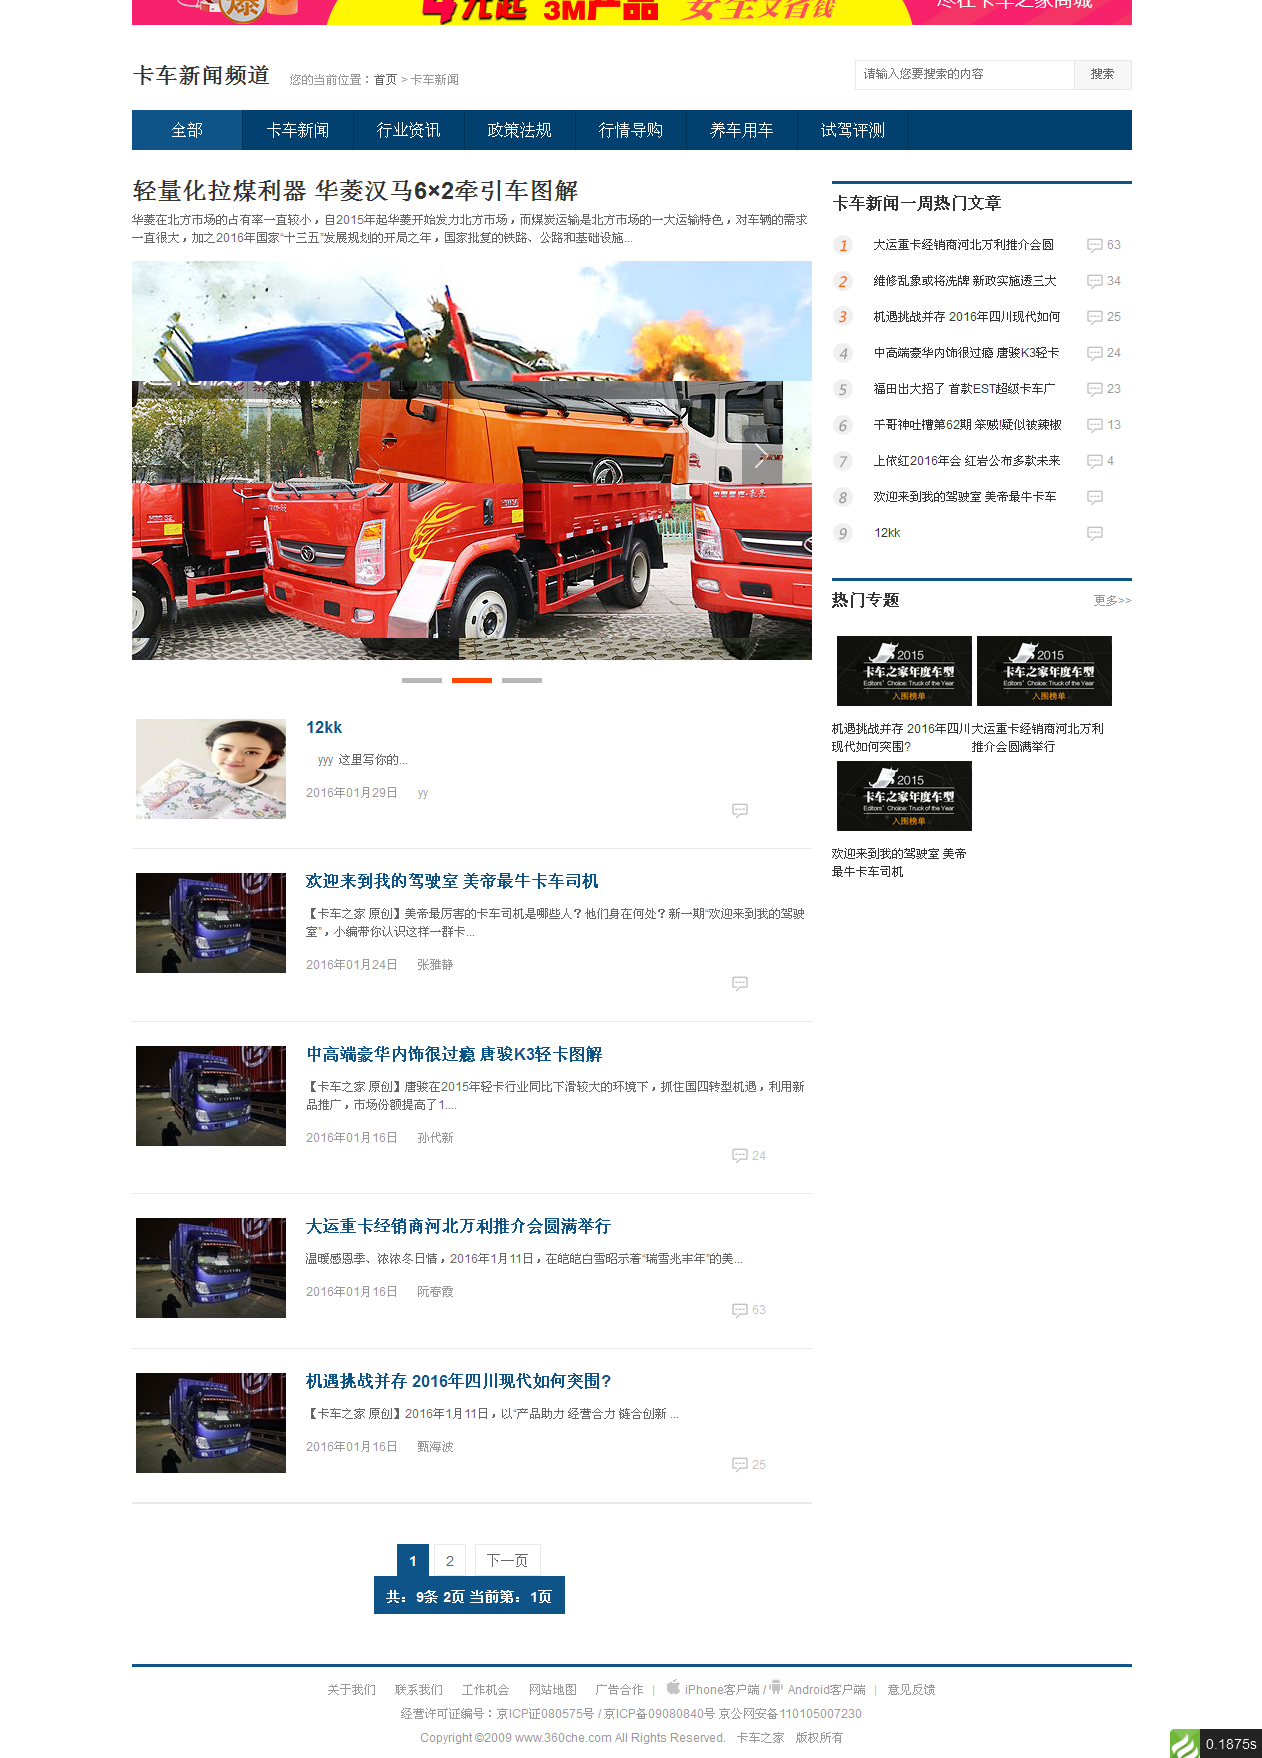 4元起 3M产品 安全又省钱
尽在卡车之家商城
卡车新闻频道
您的当前位置：首页 > 卡车新闻
请输入您要搜索的内容 搜索
全部 卡车新闻 行业资讯 政策法规 行情导购 养车用车 试驾评测
轻量化拉煤利器 华菱汉马6×2牵引车图解
华菱在北方市场的占有率一直较小，自2015年起华菱开始发力北方市场，而煤炭运输是北方市场的一大运输特色，对车辆的需求
一直很大，加之2016年国家“十三五”发展规划的开局之年，国家批复的铁路、公路和基础设施...
12kk
yyy 这里写你的...
2016年01月29日 yy
欢迎来到我的驾驶室 美帝最牛卡车司机
【卡车之家 原创】美帝最厉害的卡车司机是哪些人？他们身在何处？新一期“欢迎来到我的驾驶
室”，小编带你认识这样一群卡...
2016年01月24日 张雅静
中高端豪华内饰很过瘾 唐骏K3轻卡图解
【卡车之家 原创】唐骏在2015年轻卡行业同比下滑较大的环境下，抓住国四转型机遇，利用新
品推广，市场份额提高了1....
2016年01月16日 孙代新
24
大运重卡经销商河北万利推介会圆满举行
温暖感恩季、浓浓冬日情，2016年1月11日，在皑皑白雪昭示着“瑞雪兆丰年”的美...
2016年01月16日 阮春霞
63
机遇挑战并存 2016年四川现代如何突围?
【卡车之家 原创】2016年1月11日，以“产品助力 经营合力 链合创新 ...
2016年01月16日 甄海波
25
1 2 下一页
共：9条 2页 当前第：1页
卡车新闻一周热门文章
1 大运重卡经销商河北万利推介会圆 63
2 维修乱象或将洗牌 新政实施透三大 34
3 机遇挑战并存 2016年四川现代如何 25
4 中高端豪华内饰很过瘾 唐骏K3轻卡 24
5 福田出大招了 首款EST超级卡车广 23
6 干哥神吐槽第62期 笨贼!疑似被辣椒 13
7 上依红2016年会 红岩公布多款未来 4
8 欢迎来到我的驾驶室 美帝最牛卡车
9 12kk
热门专题 更多>>
2015
卡车之家年度车型
Editors' Choice: Truck of the Year
入围榜单
2015
卡车之家年度车型
Editors' Choice: Truck of the Year
入围榜单
机遇挑战并存 2016年四川
现代如何突围?
大运重卡经销商河北万利
推介会圆满举行
2015
卡车之家年度车型
Editors' Choice: Truck of the Year
入围榜单
欢迎来到我的驾驶室 美帝
最牛卡车司机
关于我们 联系我们 工作机会 网站地图 广告合作 | iPhone客户端 / Android客户端 | 意见反馈
经营许可证编号：京ICP证080575号 / 京ICP备09080840号 京公网安备110105007230
Copyright ©2009 www.360che.com All Rights Reserved. 卡车之家 版权所有
0.1875s